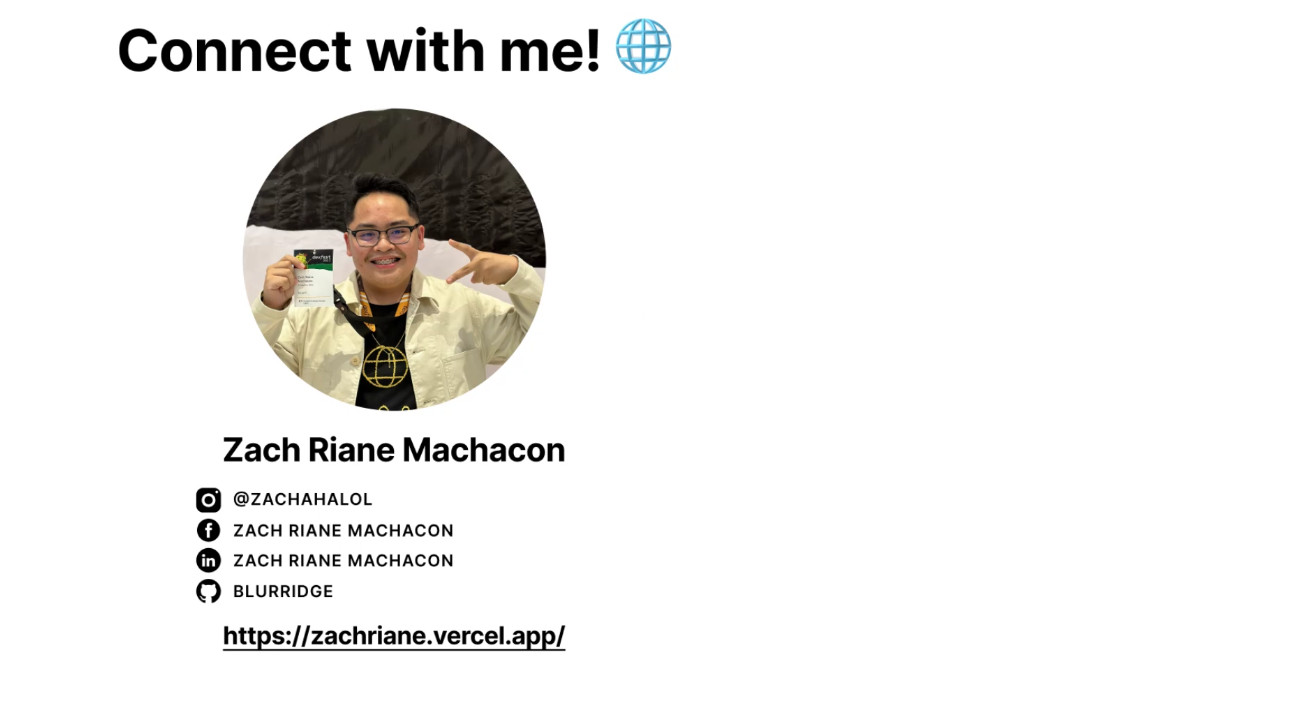 Connect with me!
Zach Riane Machacon
@ZACHAHALOL
ZACH RIANE MACHACON
ZACH RIANE MACHACON
BLURRIDGE
https://zachriane.vercel.app/